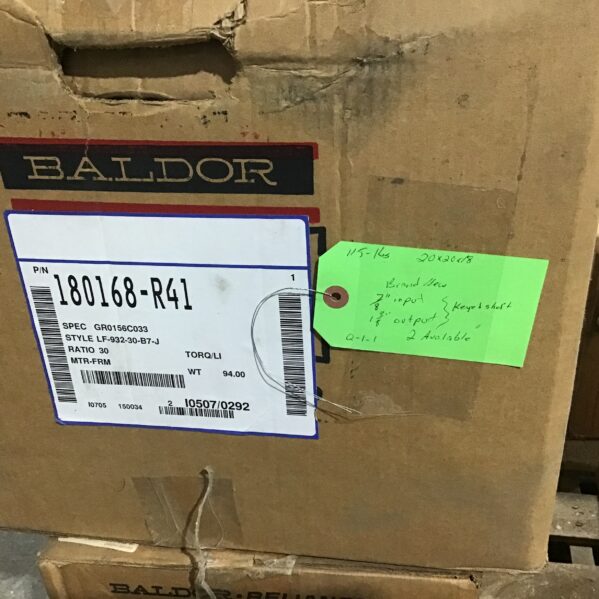 BALDOR
P/N
180168-R41
1
SPEC GR0156C033
STYLE LF-932-30-B7-J
RATIO 30 TORQ/LI
MTR-FRM
WT 94.00
I0705 150034 2 I0507/0292
115-lbs 20x20x18
Brand New
7/8" input
output
Keyed shaft
Q-1-1 2 Available
BALDOR·RELIANCE